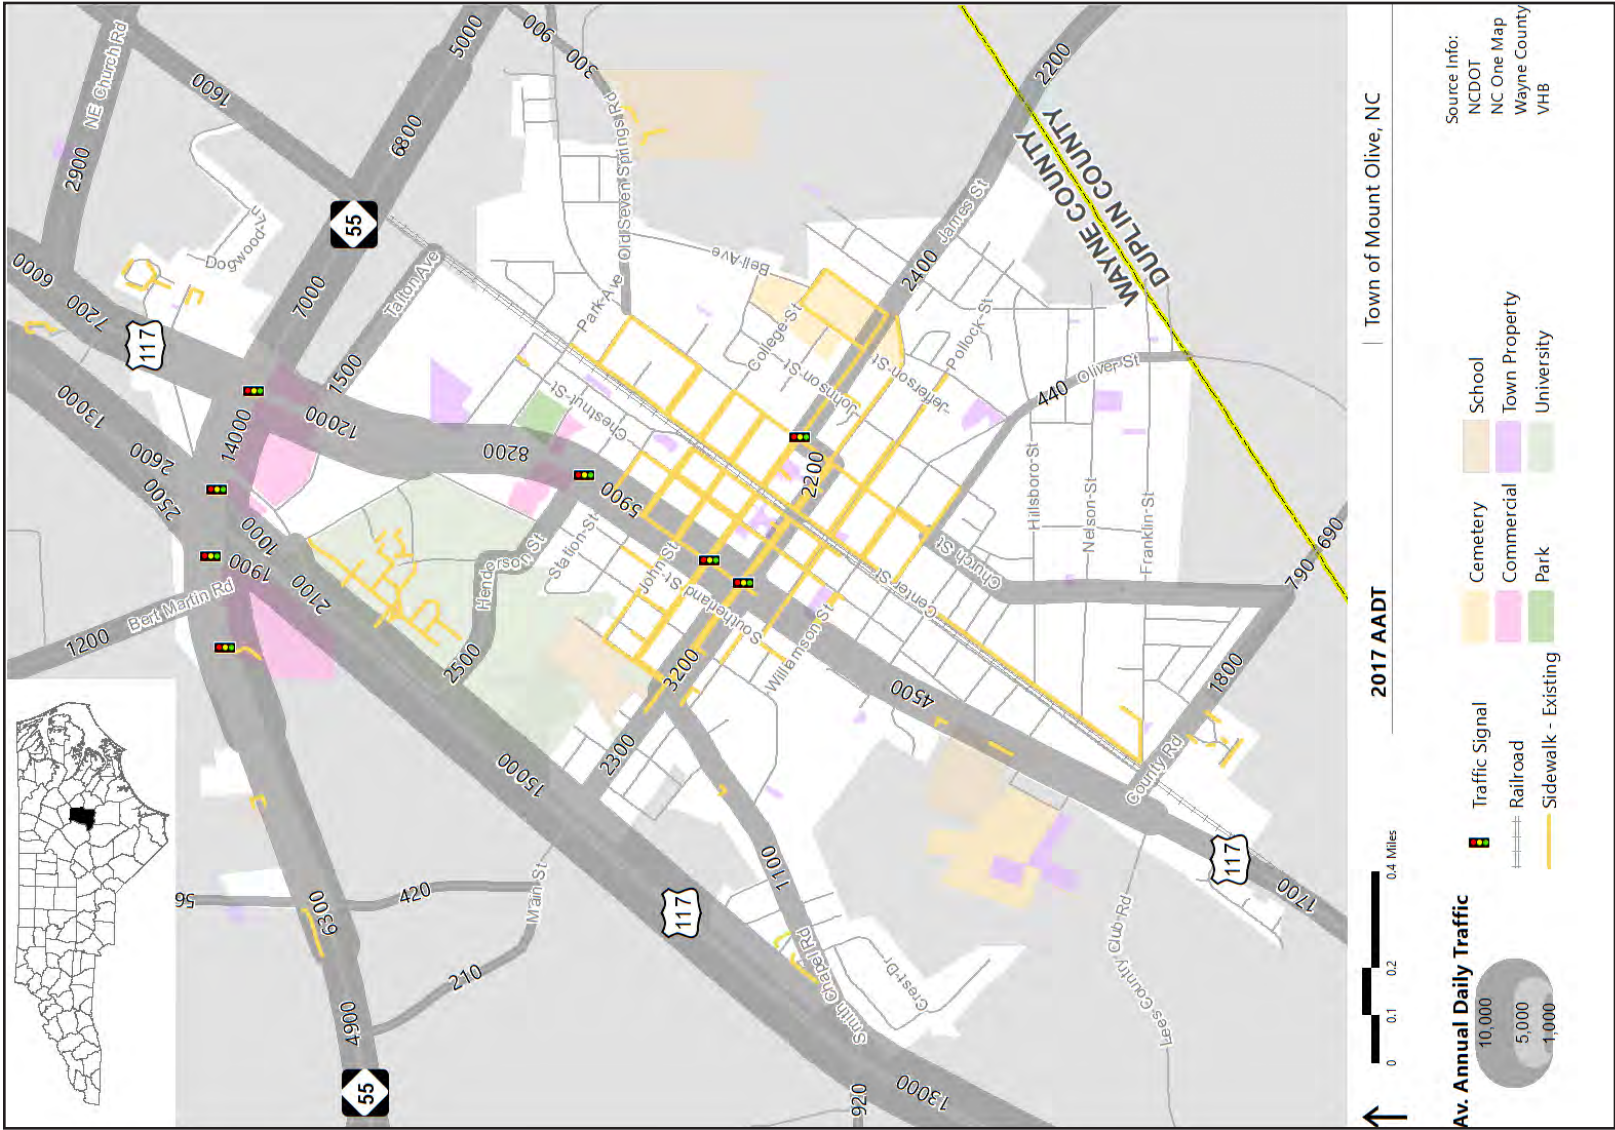 5000
900
300
1600
NE Church Rd
2900
6800
2200
6000
7200
117
Dogwood Ln
55
7000
Talton Ave
Old Seven Springs Rd
Bell Ave
Park Ave
James St
2400
WAYNE COUNTY
DUPLIN COUNTY
13000
2600
2500
14000
12000
1500
8200
Chestnut St
College St
Johnson St
Jefferson St
Pollock St
440
Oliver St
5900
2200
1000
1900
2100
Bert Martin Rd
1200
Henderson St
Station St
John St
Southerland St
Williamson St
Center St
Church St
Hillsboro St
Nelson St
Franklin St
790
690
2500
3200
2300
15000
4500
1800
County Rd
117
1700
56
420
6300
Main St
210
4900
55
117
1100
Smith Chapel Rd
Crest Dr
Lees Country Club Rd
920
13000
2017 AADT
Town of Mount Olive, NC
0
0.1
0.2
0.4 Miles
Av. Annual Daily Traffic
10,000
5,000
1,000
Traffic Signal
Railroad
Sidewalk - Existing
Cemetery
Commercial
Park
School
Town Property
University
Source Info:
NCDOT
NC One Map
Wayne County
VHB